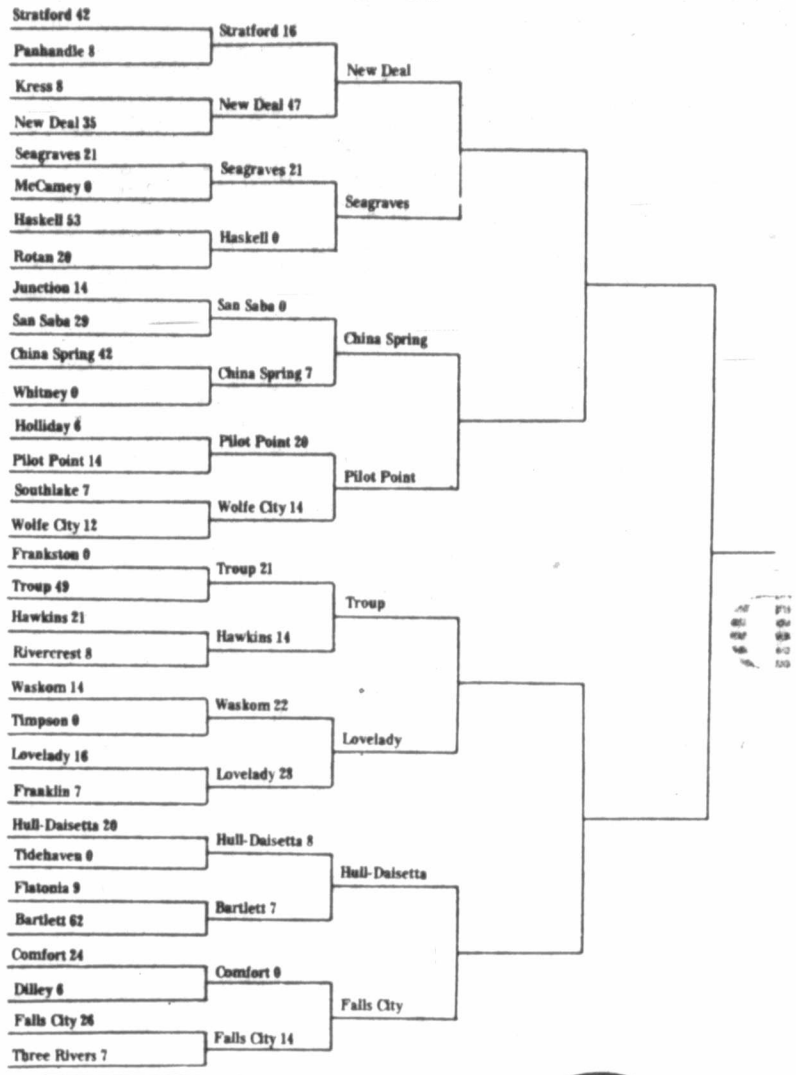 Stratford 42
Panhandle 8
Kress 8
New Deal 35
Seagraves 21
McCamey 0
Haskell 53
Rotan 20
Junction 14
San Saba 29
China Spring 42
Whitney 0
Holliday 6
Pilot Point 14
Southlake 7
Wolfe City 12
Frankston 0
Troup 49
Hawkins 21
Rivercrest 8
Waskom 14
Timpson 0
Lovelady 16
Franklin 7
Hull-Daisetta 20
Tidehaven 0
Flatonia 9
Bartlett 62
Comfort 24
Dilley 6
Falls City 26
Three Rivers 7
Stratford 16
New Deal 47
Seagraves 21
Haskell 0
San Saba 0
China Spring 7
Pilot Point 20
Wolfe City 14
Troup 21
Hawkins 14
Waskom 22
Lovelady 28
Hull-Daisetta 8
Bartlett 7
Comfort 0
Falls City 14
New Deal
Seagraves
China Spring
Pilot Point
Troup
Lovelady
Hull-Daisetta
Falls City